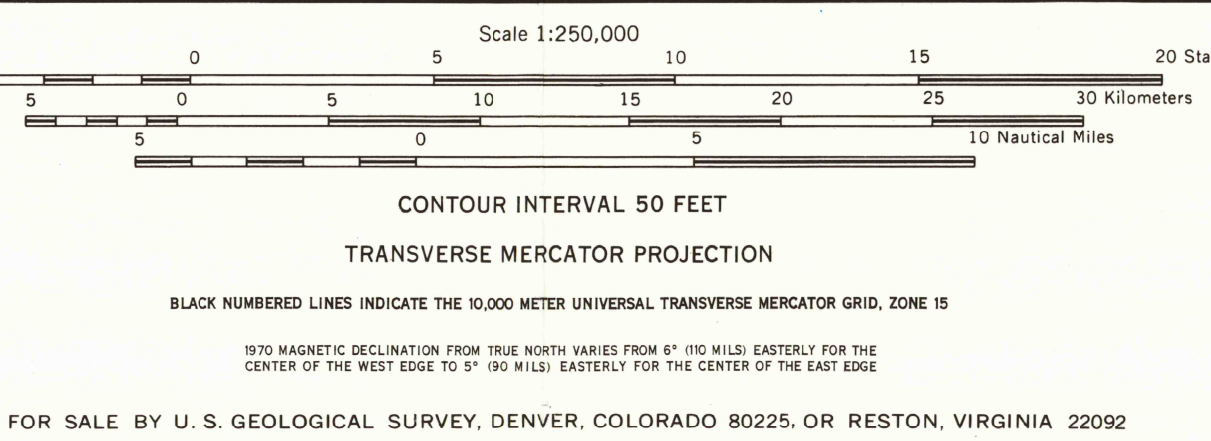 Scale 1:250,000
0 5 10 15 20
5 0 5 10 15 20 25 30 Kilometers
5 0 5 10 Nautical Miles
CONTOUR INTERVAL 50 FEET
TRANSVERSE MERCATOR PROJECTION
BLACK NUMBERED LINES INDICATE THE 10,000 METER UNIVERSAL TRANSVERSE MERCATOR GRID, ZONE 15
1970 MAGNETIC DECLINATION FROM TRUE NORTH VARIES FROM 6° (110 MILS) EASTERLY FOR THE
CENTER OF THE WEST EDGE TO 5° (90 MILS) EASTERLY FOR THE CENTER OF THE EAST EDGE
FOR SALE BY U. S. GEOLOGICAL SURVEY, DENVER, COLORADO 80225, OR RESTON, VIRGINIA 22092